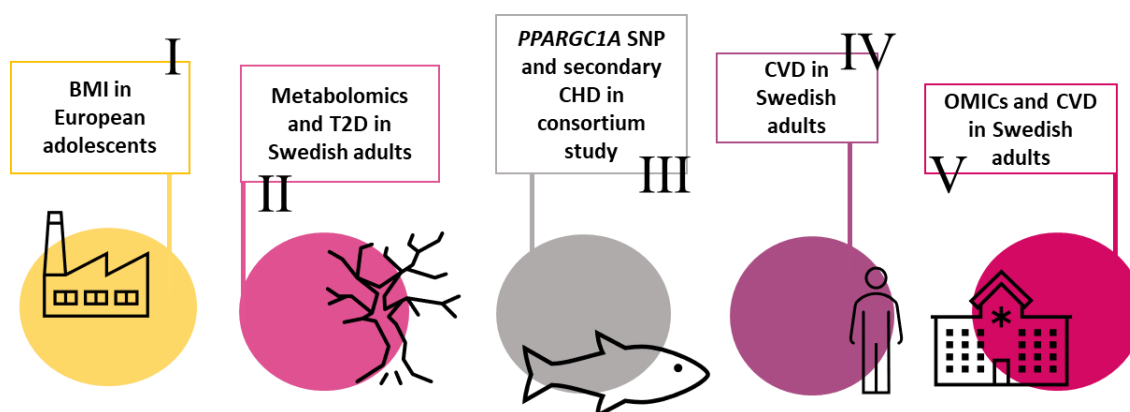 I
BMI in
European
adolescents
II
Metabolomics
and T2D in
Swedish adults
III
PPARGC1A SNP
and secondary
CHD in
consortium
study
IV
CVD in
Swedish
adults
V
OMICs and CVD
in Swedish
adults